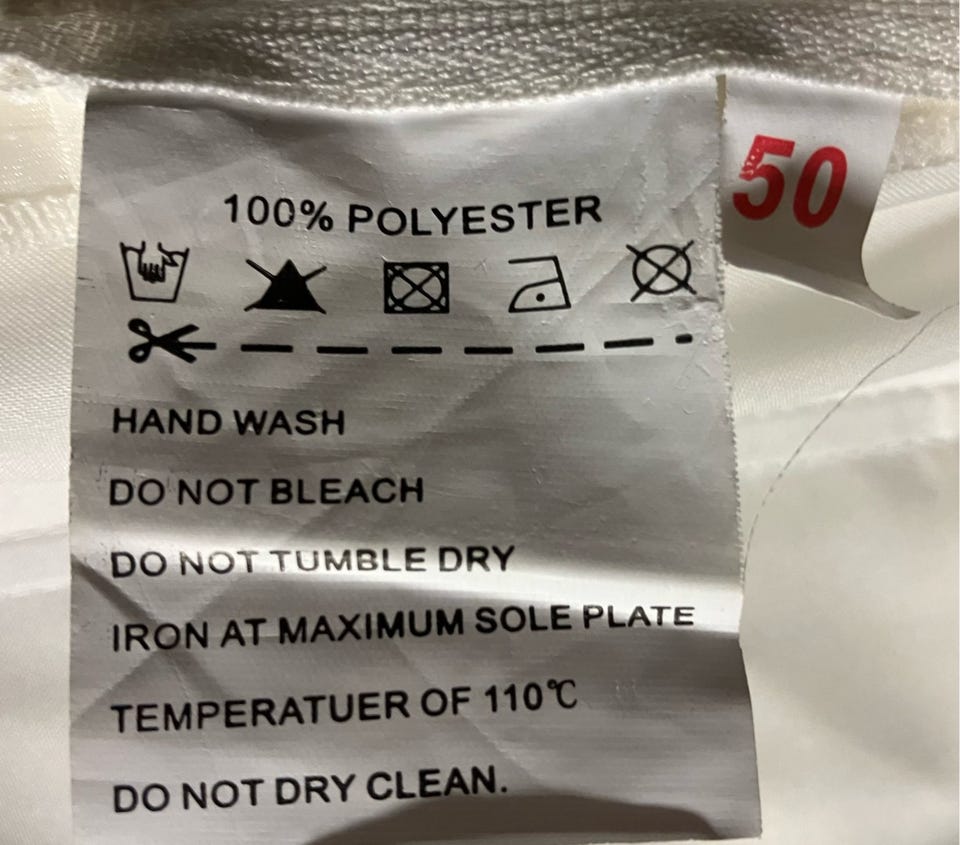 100% POLYESTER
50
HAND WASH
DO NOT BLEACH
DO NOT TUMBLE DRY
IRON AT MAXIMUM SOLE PLATE
TEMPERATUER OF 110℃
DO NOT DRY CLEAN.